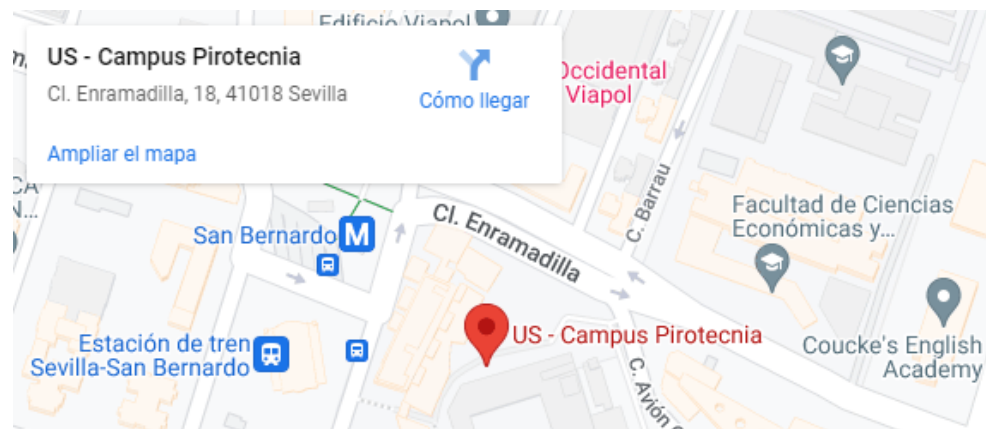 Edificio Viapol
US - Campus Pirotecnia
Cl. Enramadilla, 18, 41018 Sevilla
Cómo llegar
Ampliar el mapa
Occidental
Viapol
C. Barrau
Facultad de Ciencias
Económicas y...
San Bernardo M
Cl. Enramadilla
Estación de tren
Sevilla-San Bernardo
US - Campus Pirotecnia
Coucke's English
Academy
C. Avión